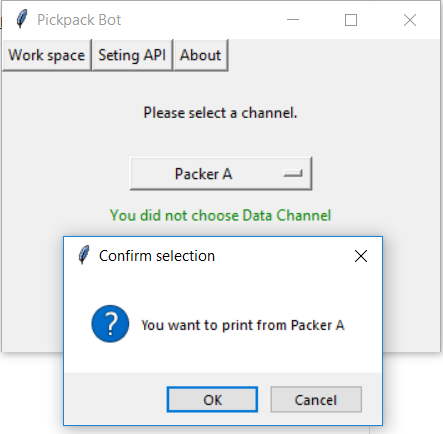 Pickpack Bot
Work space Seting API About
Please select a channel.
Packer A
You did not choose Data Channel
Confirm selection
You want to print from Packer A
OK Cancel